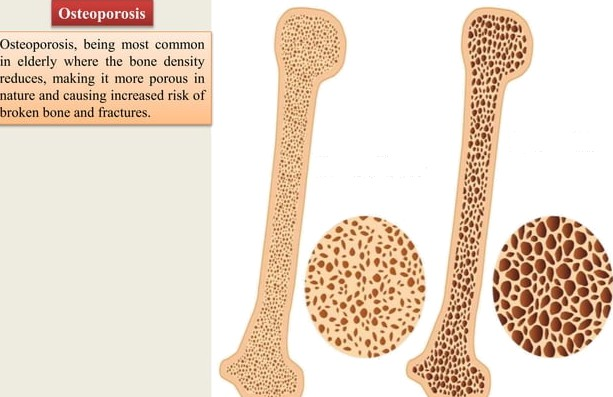 Osteoporosis
Osteoporosis, being most common
in elderly where the bone density
reduces, making it more porous in
nature and causing increased risk of
broken bone and fractures.